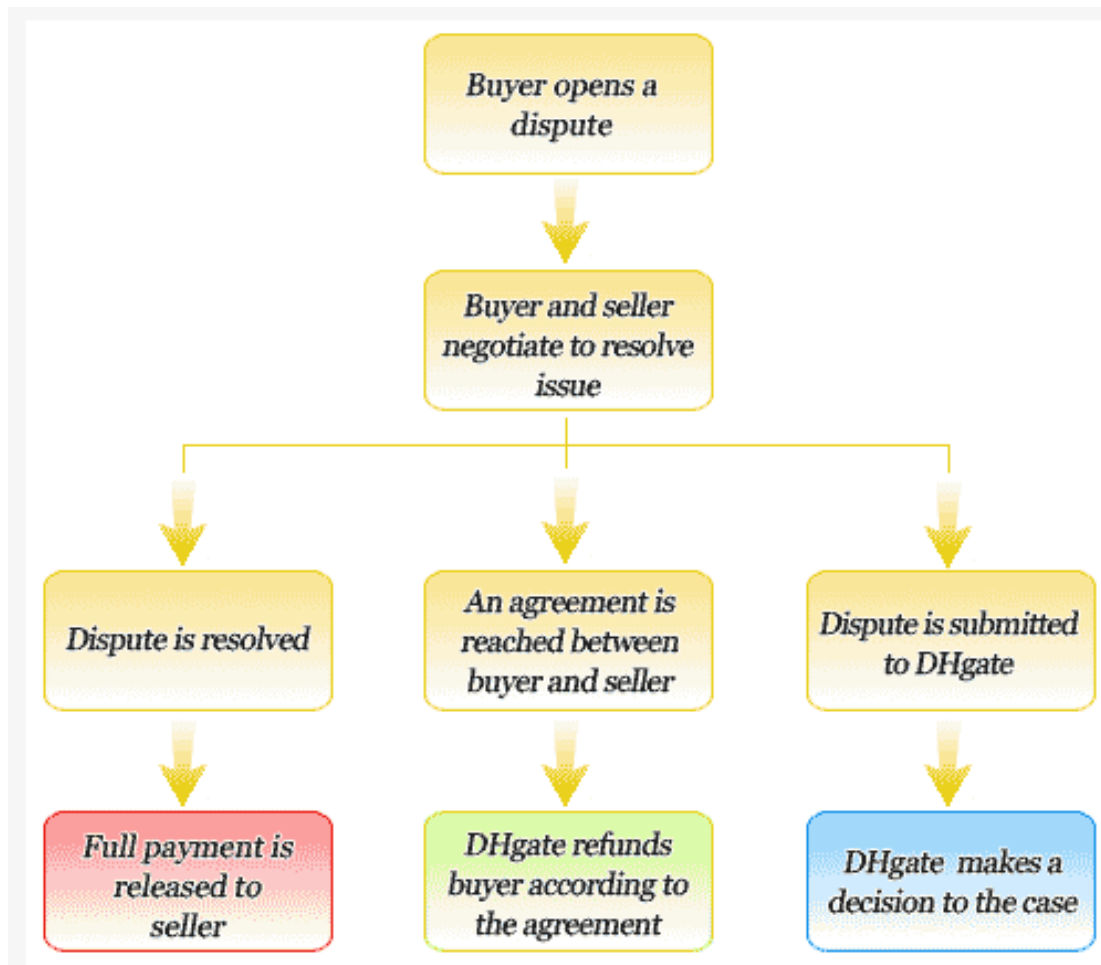 Buyer opens a
dispute
Buyer and seller
negotiate to resolve
issue
Dispute is resolved
An agreement is
reached between
buyer and seller
Dispute is submitted
to DHgate
Full payment is
released to
seller
DHgate refunds
buyer according to
the agreement
DHgate makes a
decision to the case